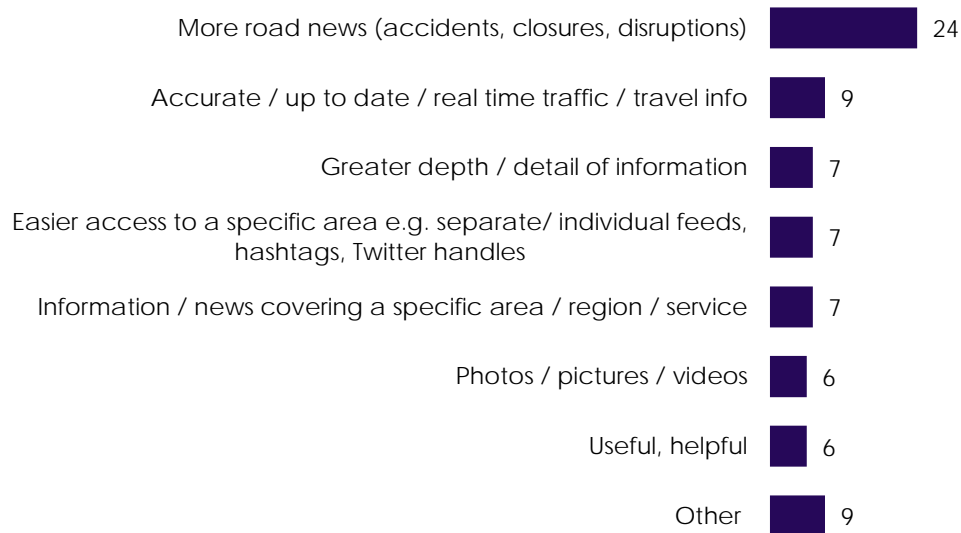 More road news (accidents, closures, disruptions) 24
Accurate / up to date / real time traffic / travel info 9
Greater depth / detail of information 7
Easier access to a specific area e.g. separate/ individual feeds,
hashtags, Twitter handles 7
Information / news covering a specific area / region / service 7
Photos / pictures / videos 6
Useful, helpful 6
Other 9